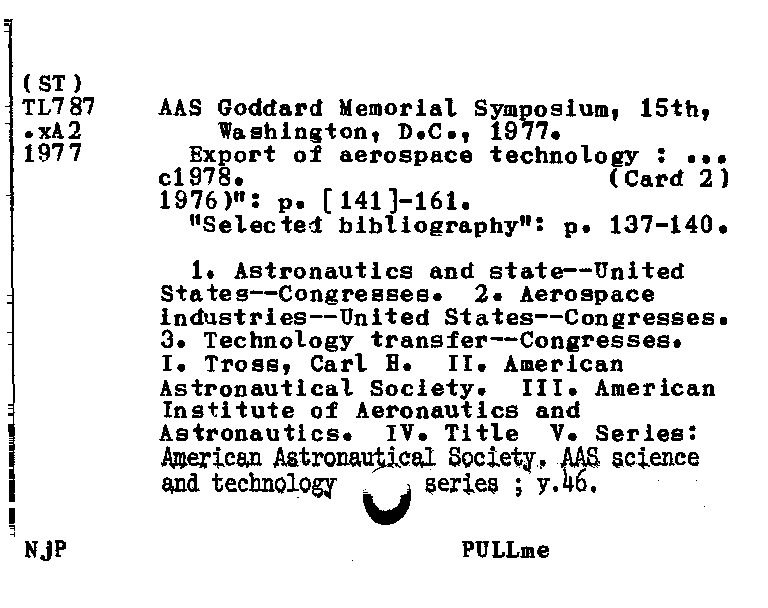 (ST)
TL787 AAS Goddard Memorial Symposium, 15th,
.xA2 Washington, D.C., 1977.
1977 Export of aerospace technology : ...
c1978. (Card 2)
1976)": p. [141]-161.
"Selected bibliography": p. 137-140.
1. Astronautics and state--United
States--Congresses. 2. Aerospace
industries--United States--Congresses.
3. Technology transfer--Congresses.
I. Tross, Carl H. II. American
Astronautical Society. III. American
Institute of Aeronautics and
Astronautics. IV. Title V. Series:
American Astronautical Society. AAS science
and technology series ; v.46.
NjP PULLme